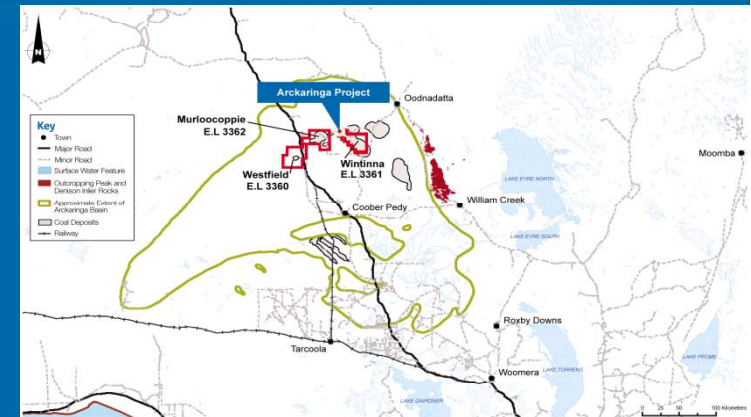 N
Arckaringa Project
Oodnadatta
Murloocoppie
E.L 3362
Key
Town
Major Road
Minor Road
Surface Water Feature
Outcropping Peak and
Denison Inlier Rocks
Approximate Extent of
Arckaringa Basin
Coal Deposits
Railway
Westfield
E.L 3360
Wintinna
E.L 3361
Moomba
LAKE EYRE NORTH
William Creek
Coober Pedy
LAKE EYRE SOUTH
Roxby Downs
Tarcoola
LAKE FROME
Woomera
LAKE TORRENS
LAKE GAIRDNER
0 25 50 100 Kilometres